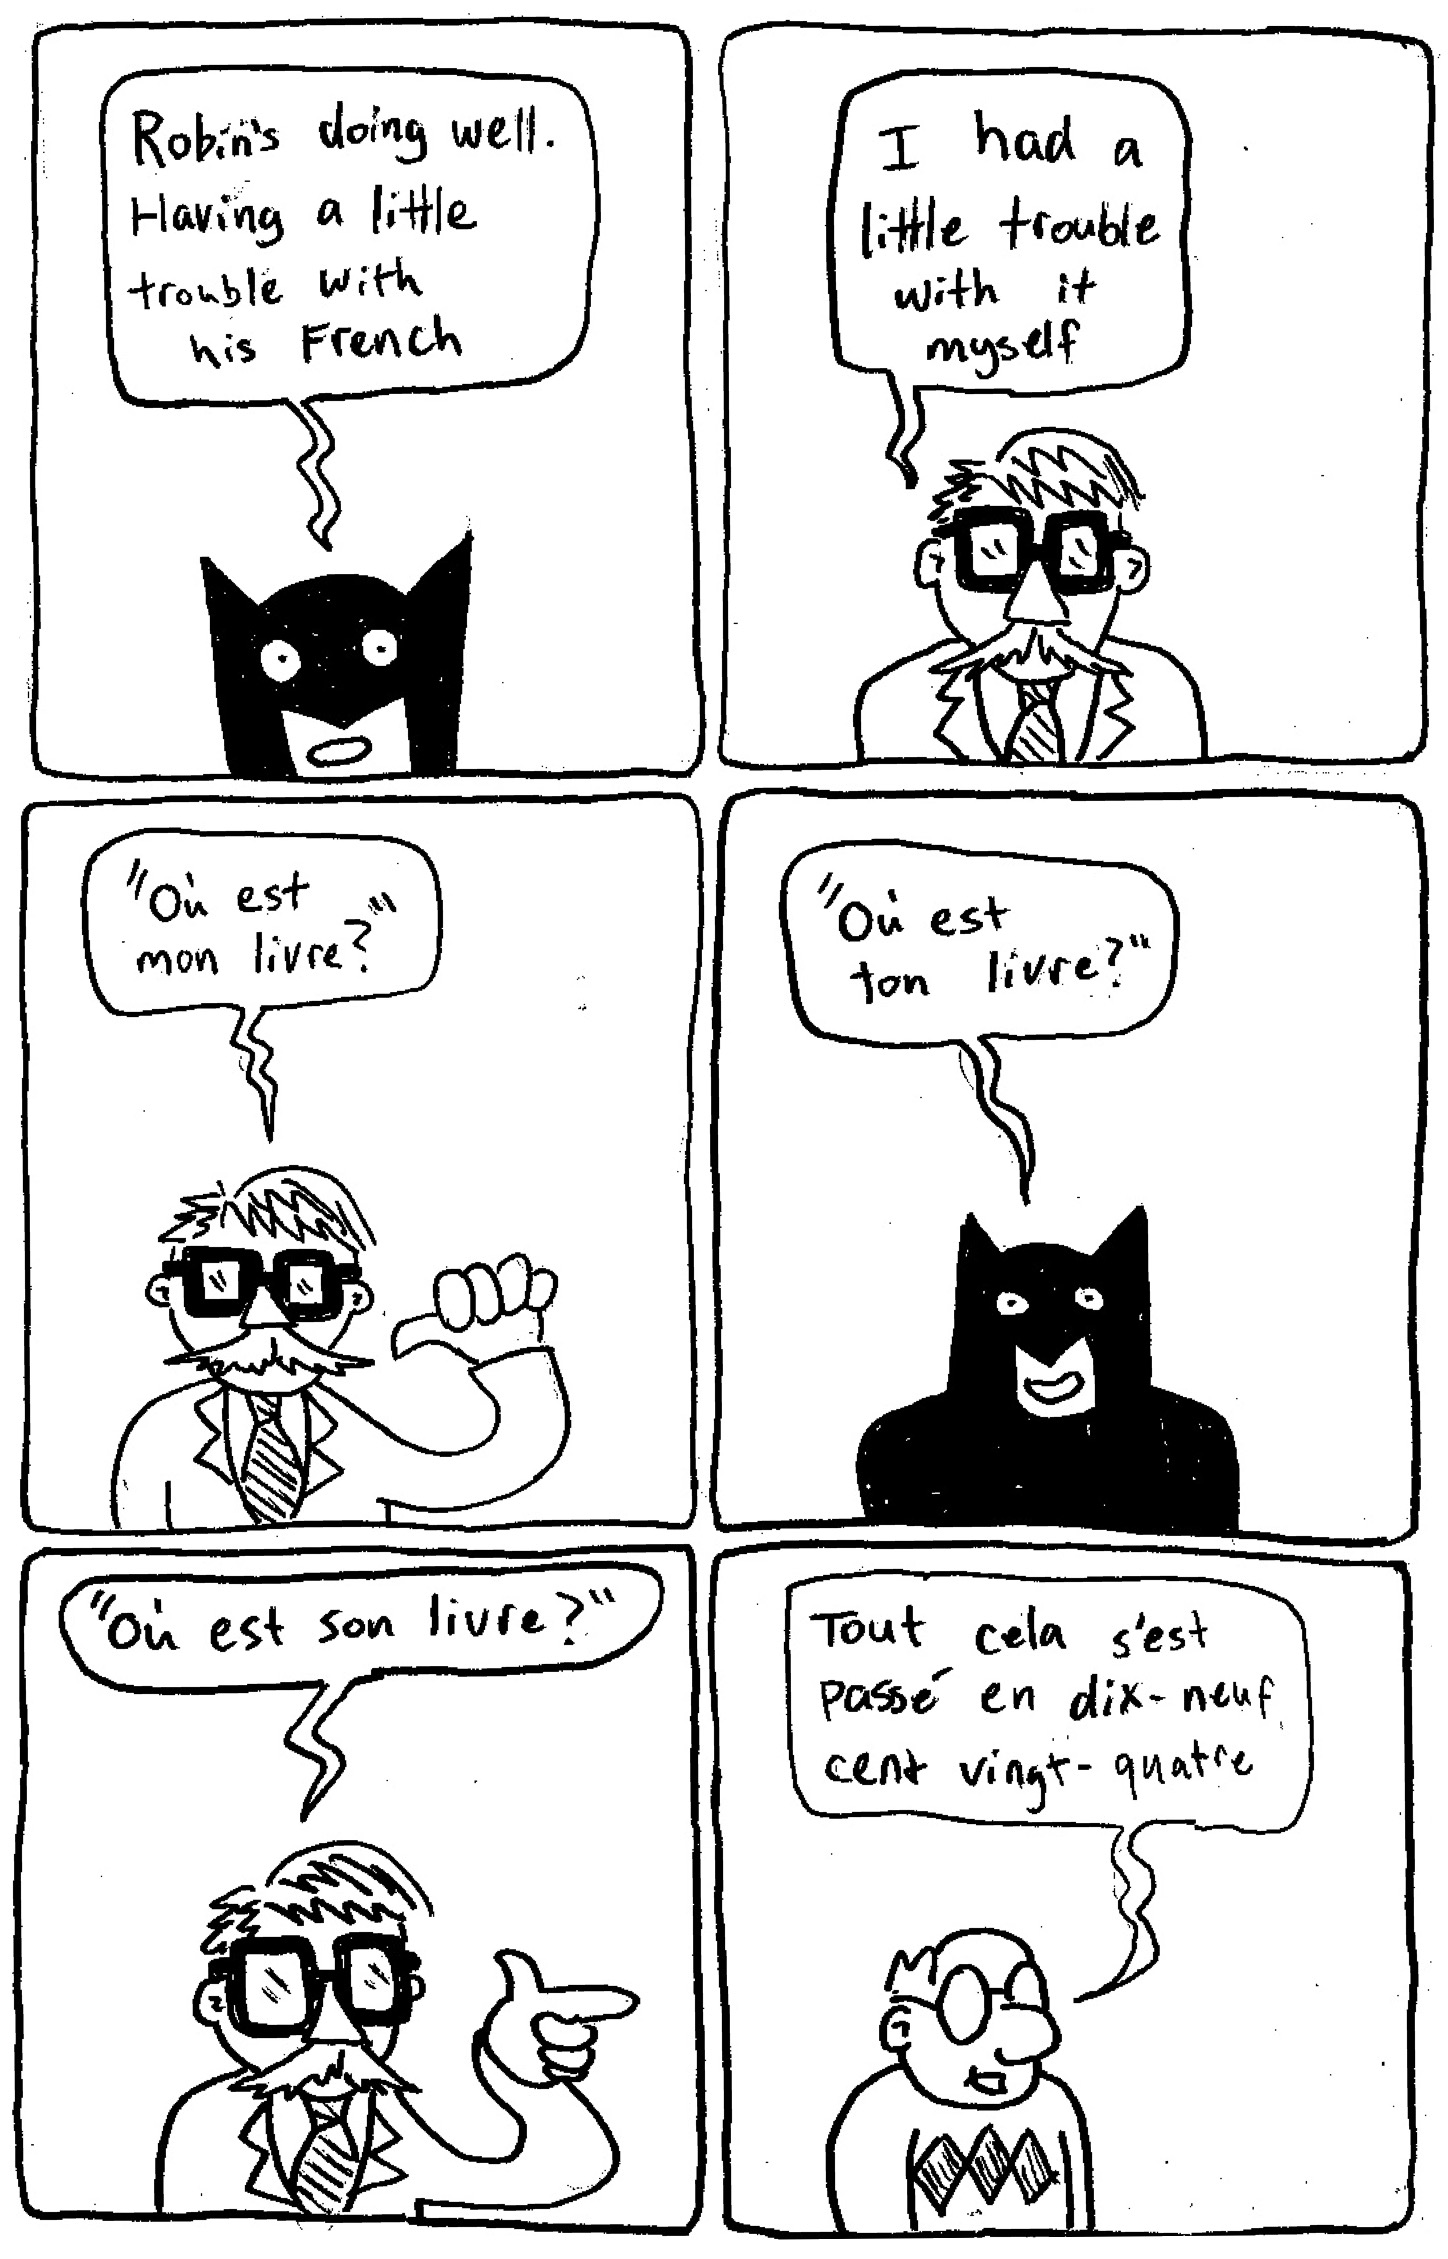 Robin's doing well.
Having a little
trouble with
his French
I had a
little trouble
with it
myself
"Où est
mon livre?"
"Où est
ton livre?"
"Où est son livre?"
Tout cela s'est
passé en dix-neuf
cent vingt-quatre